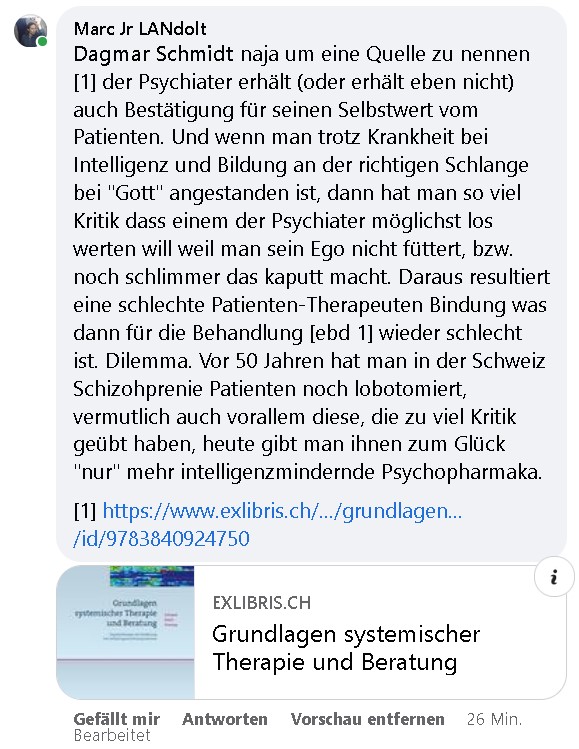 Marc Jr LANdolt
Dagmar Schmidt naja um eine Quelle zu nennen
[1] der Psychiater erhält (oder erhält eben nicht)
auch Bestätigung für seinen Selbstwert vom
Patienten. Und wenn man trotz Krankheit bei
Intelligenz und Bildung an der richtigen Schlange
bei "Gott" angestanden ist, dann hat man so viel
Kritik dass einem der Psychiater möglichst los
werten will weil man sein Ego nicht füttert, bzw.
noch schlimmer das kaputt macht. Daraus resultiert
eine schlechte Patienten-Therapeuten Bindung was
dann für die Behandlung [ebd 1] wieder schlecht
ist. Dilemma. Vor 50 Jahren hat man in der Schweiz
Schizohprenie Patienten noch lobotomiert,
vermutlich auch vorallem diese, die zu viel Kritik
geübt haben, heute gibt man ihnen zum Glück
"nur" mehr intelligenzmindernde Psychopharmaka.
[1] https://www.exlibris.ch/.../grundlagen...
/id/9783840924750
Grundlagen
systemischer Therapie
und Beratung
EXLIBRIS.CH
Grundlagen systemischer
Therapie und Beratung
Gefällt mir Antworten Vorschau entfernen 26 Min.
Bearbeitet